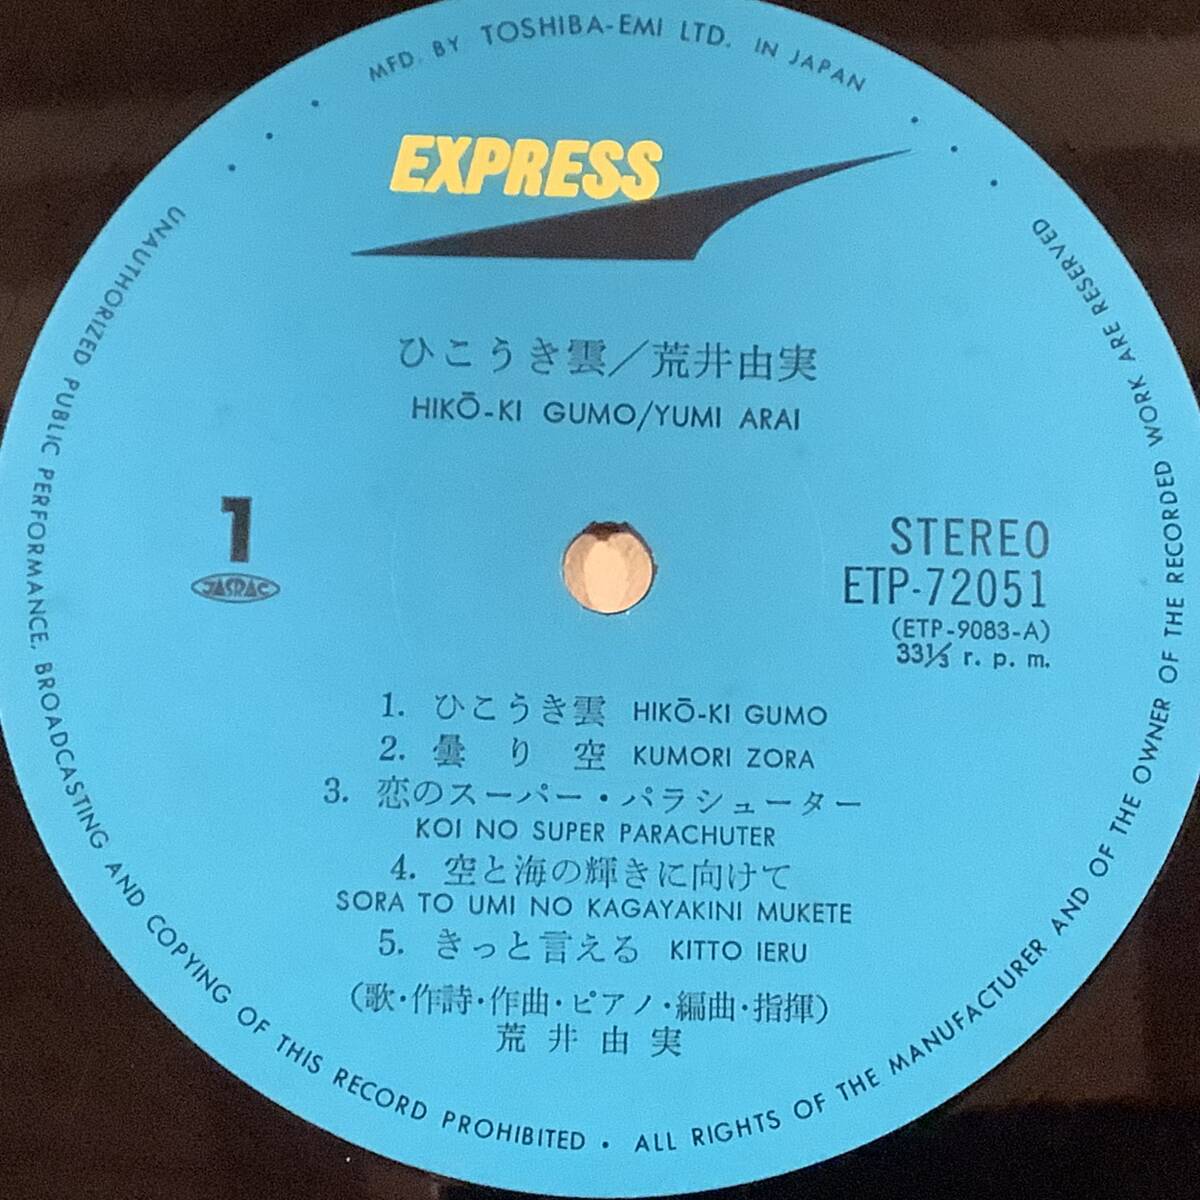 MFD. BY TOSHIBA-EMI LTD. IN JAPAN
EXPRESS
ひこうき雲／荒井由実
HIKŌ-KI GUMO/YUMI ARAI
1
JASRAC
STEREO
ETP-72051
(ETP-9083-A)
33⅓ r. p. m.
1. ひこうき雲 HIKŌ-KI GUMO
2. 曇り空 KUMORI ZORA
3. 恋のスーパー・パラシューター
KOI NO SUPER PARACHUTER
4. 空と海の輝きに向けて
SORA TO UMI NO KAGAYAKINI MUKETE
5. きっと言える KITTO IERU
(歌・作詩・作曲・ピアノ・編曲・指揮)
荒井由実
UNAUTHORIZED PUBLIC PERFORMANCE, BROADCASTING AND COPYING OF THIS RECORD PROHIBITED • ALL RIGHTS OF THE MANUFACTURER AND OF THE OWNER OF THE RECORDED WORK ARE RESERVED